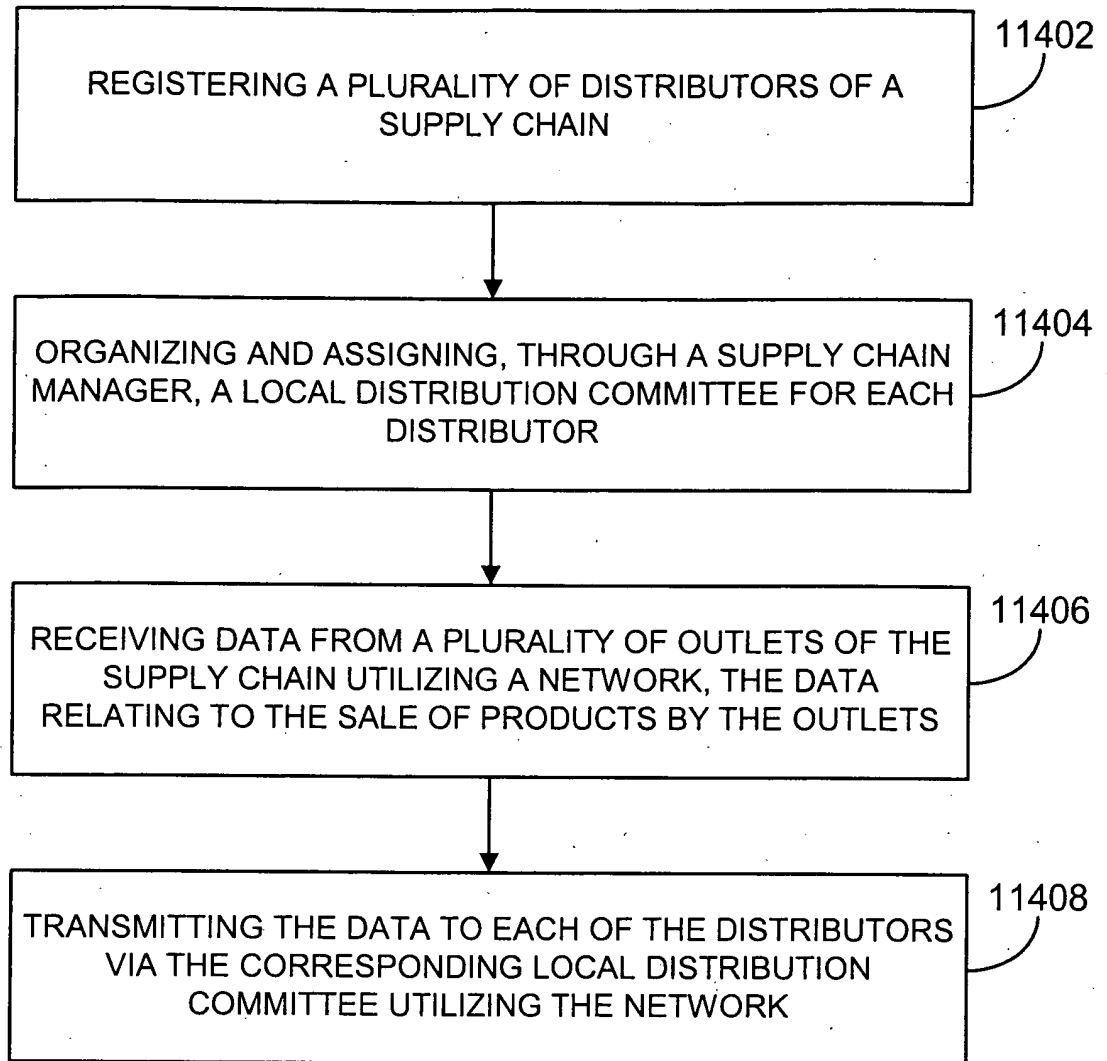 11402
REGISTERING A PLURALITY OF DISTRIBUTORS OF A
SUPPLY CHAIN
11404
ORGANIZING AND ASSIGNING, THROUGH A SUPPLY CHAIN
MANAGER, A LOCAL DISTRIBUTION COMMITTEE FOR EACH
DISTRIBUTOR
11406
RECEIVING DATA FROM A PLURALITY OF OUTLETS OF THE
SUPPLY CHAIN UTILIZING A NETWORK, THE DATA
RELATING TO THE SALE OF PRODUCTS BY THE OUTLETS
11408
TRANSMITTING THE DATA TO EACH OF THE DISTRIBUTORS
VIA THE CORRESPONDING LOCAL DISTRIBUTION
COMMITTEE UTILIZING THE NETWORK